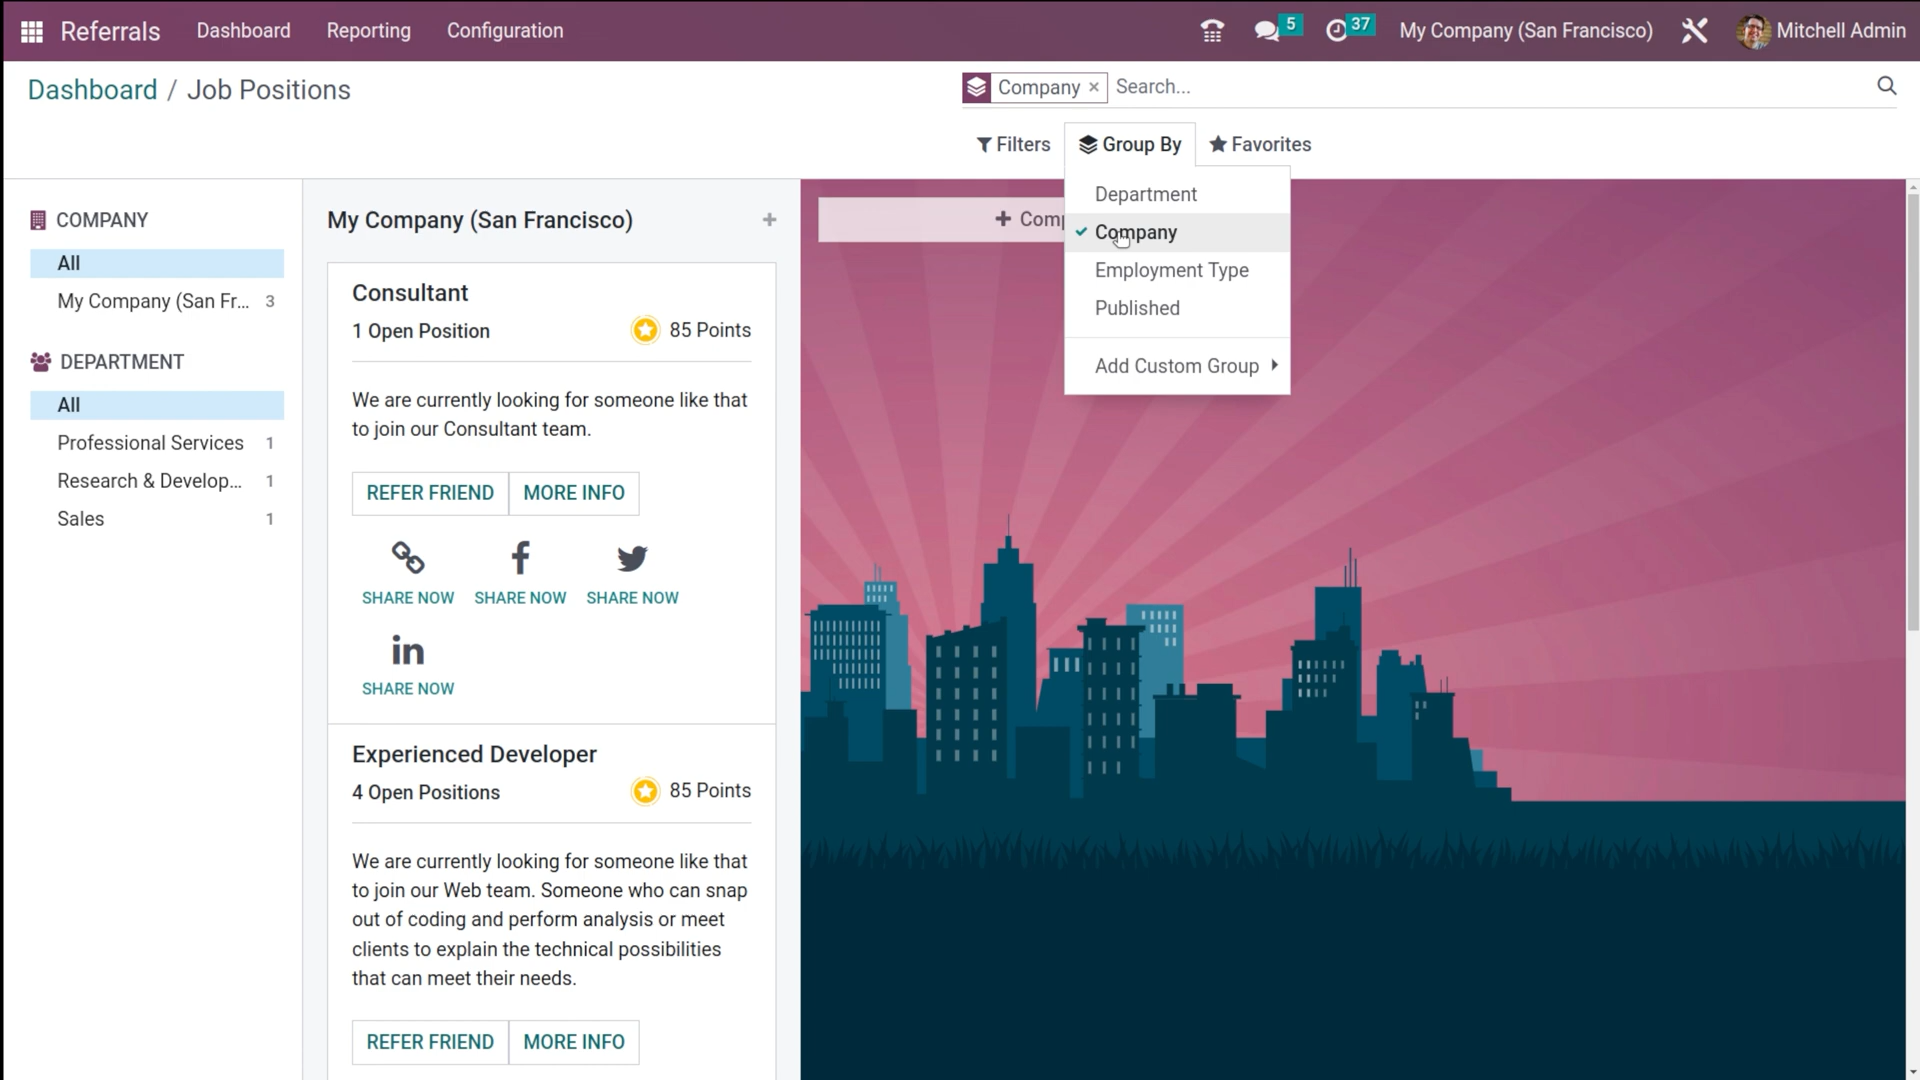 Referrals Dashboard Reporting Configuration 5 37 My Company (San Francisco) Mitchell Admin
Dashboard / Job Positions
Company × Search...
Filters Group By Favorites
Department
Company
Employment Type
Published
Add Custom Group
COMPANY
All
My Company (San Fr... 3
DEPARTMENT
All
Professional Services 1
Research & Develop... 1
Sales 1
My Company (San Francisco) +
Consultant
1 Open Position 85 Points
We are currently looking for someone like that
to join our Consultant team.
REFER FRIEND MORE INFO
SHARE NOW SHARE NOW SHARE NOW
in
SHARE NOW
Experienced Developer
4 Open Positions 85 Points
We are currently looking for someone like that
to join our Web team. Someone who can snap
out of coding and perform analysis or meet
clients to explain the technical possibilities
that can meet their needs.
REFER FRIEND MORE INFO